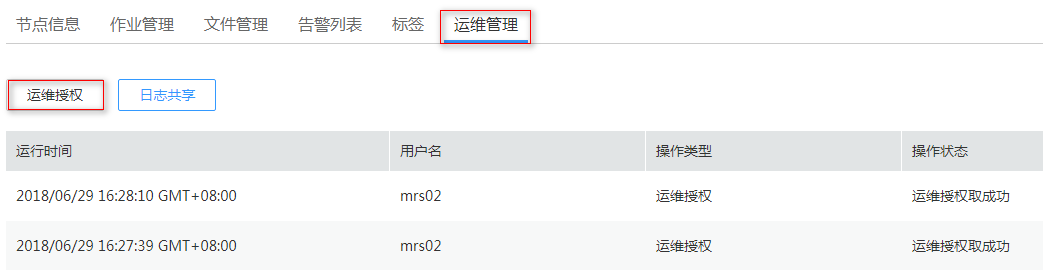 节点信息 作业管理 文件管理 告警列表 标签 运维管理
运维授权 日志共享
运行时间 用户名 操作类型 操作状态
2018/06/29 16:28:10 GMT+08:00 mrs02 运维授权 运维授权取成功
2018/06/29 16:27:39 GMT+08:00 mrs02 运维授权 运维授权取成功